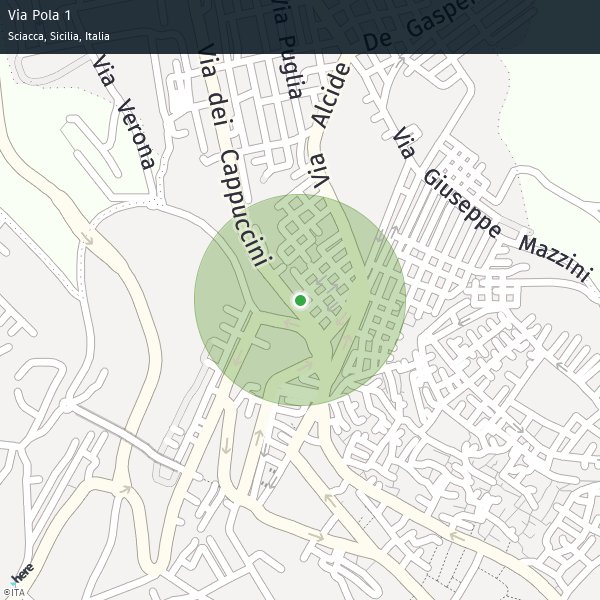 Via Pola 1
Sciacca, Sicilia, Italia
Via Puglia
Via Alcide De Gasperi
Via Verona
Via dei Cappuccini
Via Giuseppe Mazzini
here
©ITA